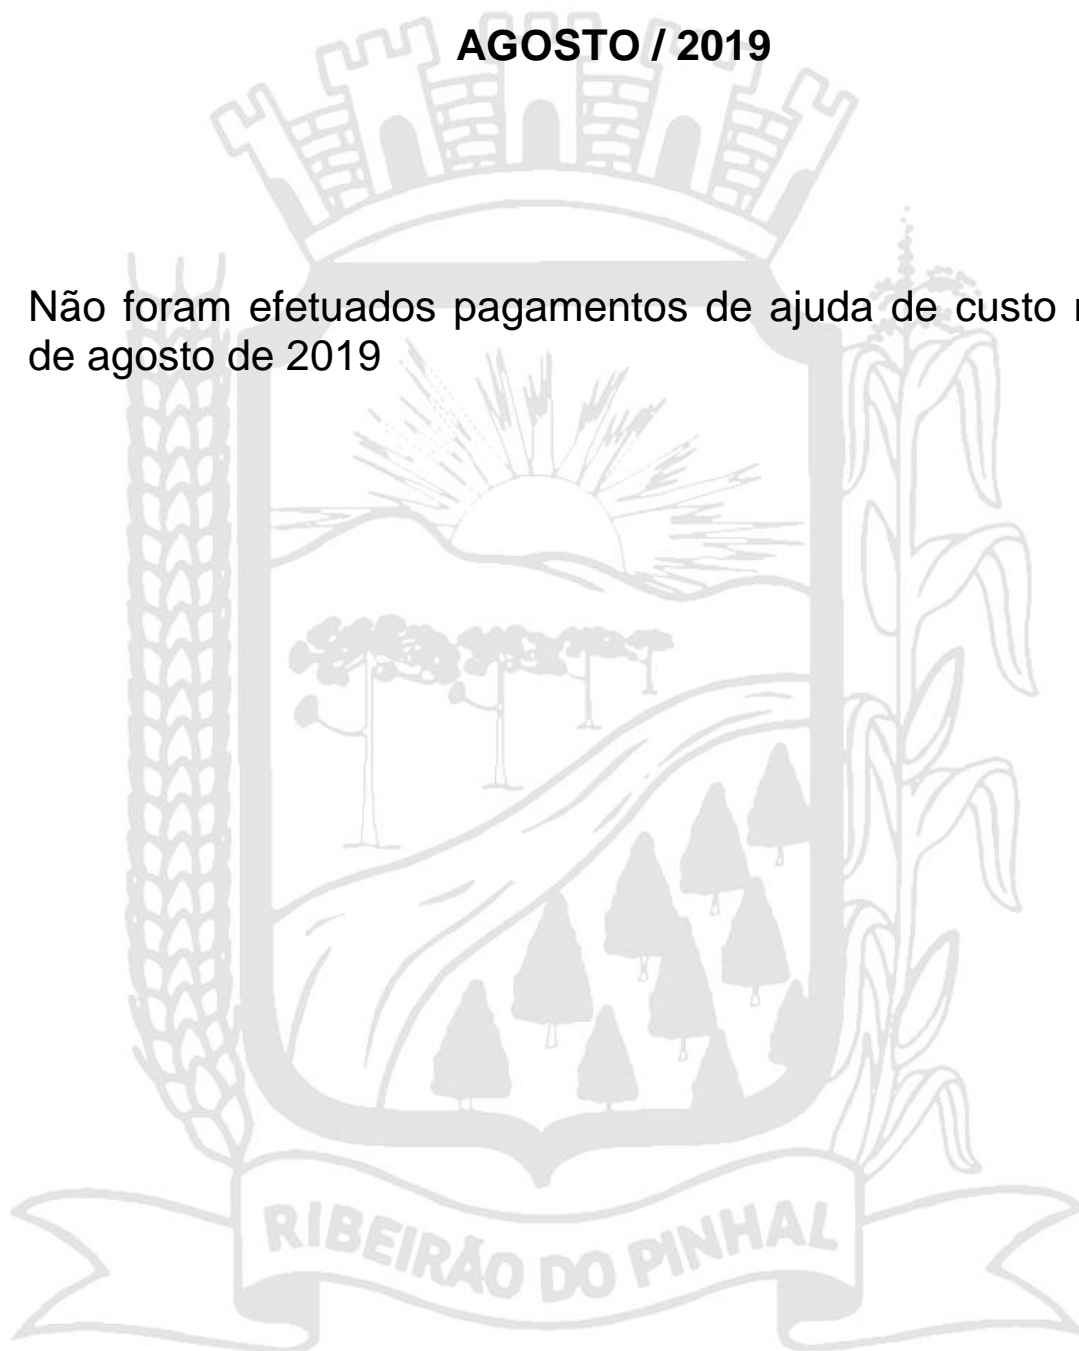 AGOSTO / 2019
Não foram efetuados pagamentos de ajuda de custo
de agosto de 2019
RIBEIRÃO DO PINHAL